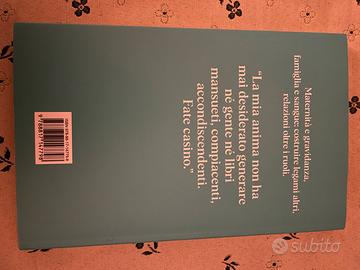 Maternità e gravidanza,
famiglia e sangue: costruire legami altri,
relazioni oltre i ruoli.
"La mia anima non ha
mai desiderato generare
né gente né libri
mansueti, compiacenti,
accondiscendenti.
Fate casino."
subito